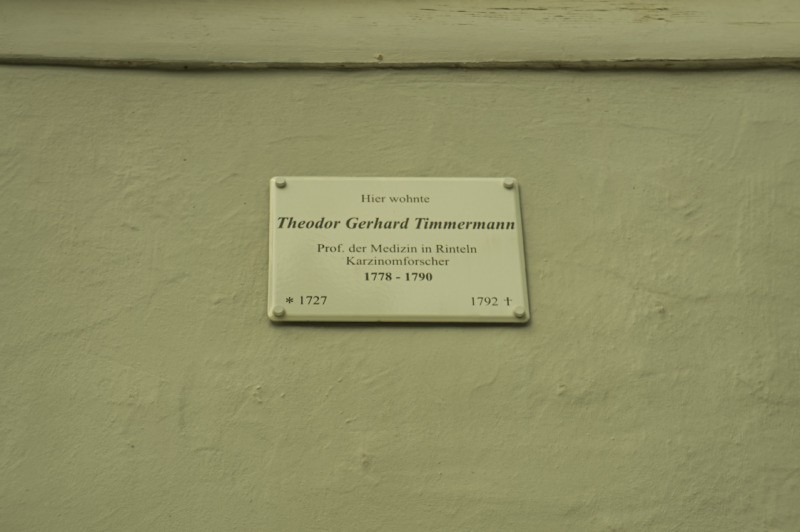 Hier wohnte
Theodor Gerhard Timmermann
Prof. der Medizin in Rinteln
Karzinomforscher
1778 - 1790
* 1727 1792 †